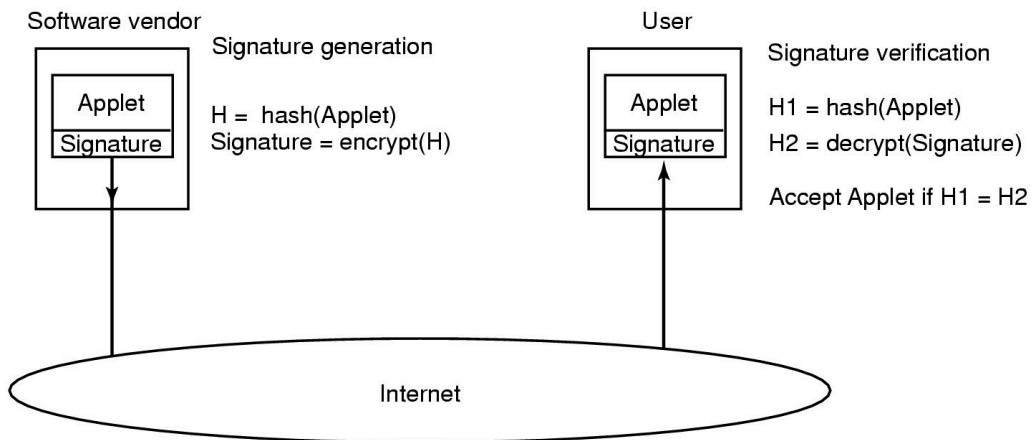 Software vendor
Signature generation
Applet
Signature
H = hash(Applet)
Signature = encrypt(H)
User
Signature verification
Applet
Signature
H1 = hash(Applet)
H2 = decrypt(Signature)
Accept Applet if H1 = H2
Internet